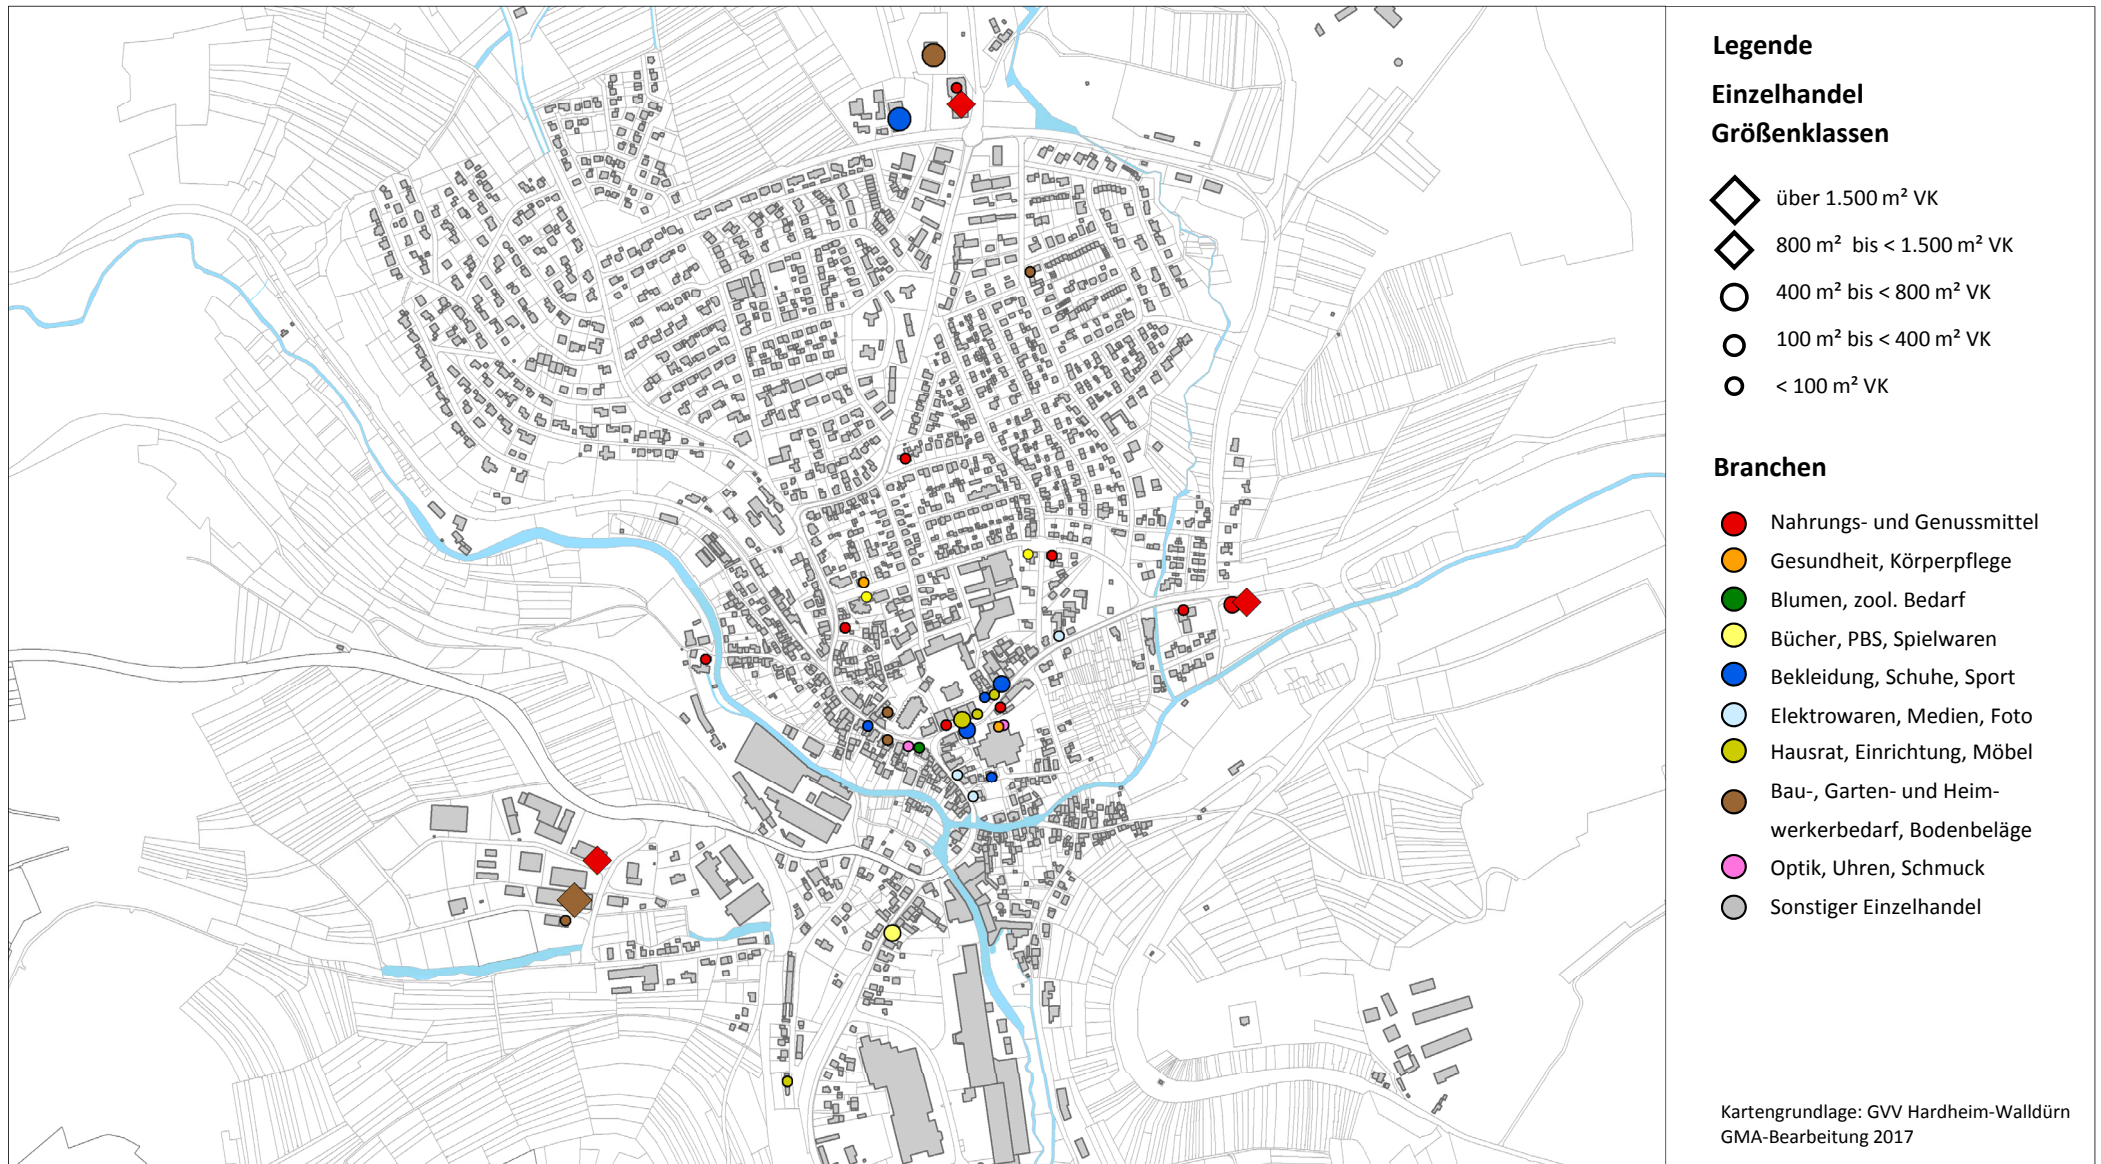 Legende
Einzelhandel
Größenklassen
über 1.500 m² VK
800 m² bis < 1.500 m² VK
400 m² bis < 800 m² VK
100 m² bis < 400 m² VK
< 100 m² VK
Branchen
Nahrungs- und Genussmittel
Gesundheit, Körperpflege
Blumen, zool. Bedarf
Bücher, PBS, Spielwaren
Bekleidung, Schuhe, Sport
Elektrowaren, Medien, Foto
Hausrat, Einrichtung, Möbel
Bau-, Garten- und Heim-
werkerbedarf, Bodenbeläge
Optik, Uhren, Schmuck
Sonstiger Einzelhandel
Kartengrundlage: GVV Hardheim-Walldürn
GMA-Bearbeitung 2017